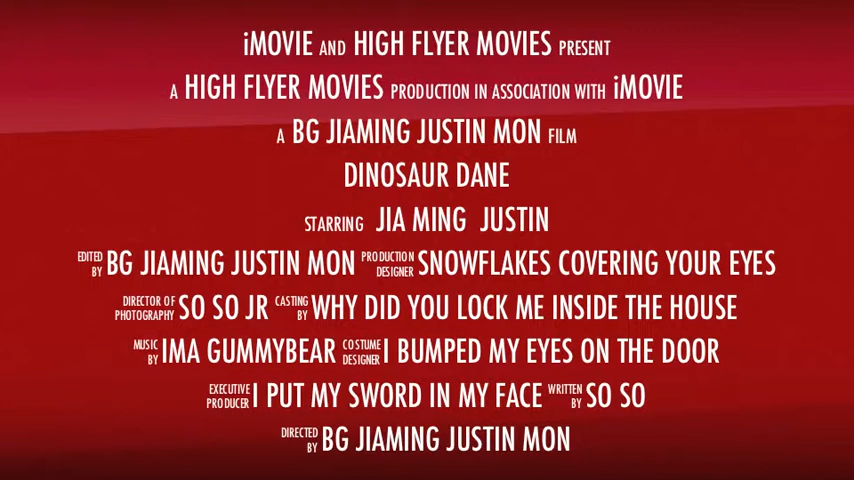 iMOVIE AND HIGH FLYER MOVIES PRESENT
A HIGH FLYER MOVIES PRODUCTION IN ASSOCIATION WITH iMOVIE
A BG JIAMING JUSTIN MON FILM
DINOSAUR DANE
STARRING JIA MING JUSTIN
EDITED BY BG JIAMING JUSTIN MON PRODUCTION DESIGNER SNOWFLAKES COVERING YOUR EYES
DIRECTOR OF PHOTOGRAPHY SO SO JR CASTING BY WHY DID YOU LOCK ME INSIDE THE HOUSE
MUSIC BY IMA GUMMYBEAR COSTUME DESIGNER I BUMPED MY EYES ON THE DOOR
EXECUTIVE PRODUCER I PUT MY SWORD IN MY FACE WRITTEN BY SO SO
DIRECTED BY BG JIAMING JUSTIN MON